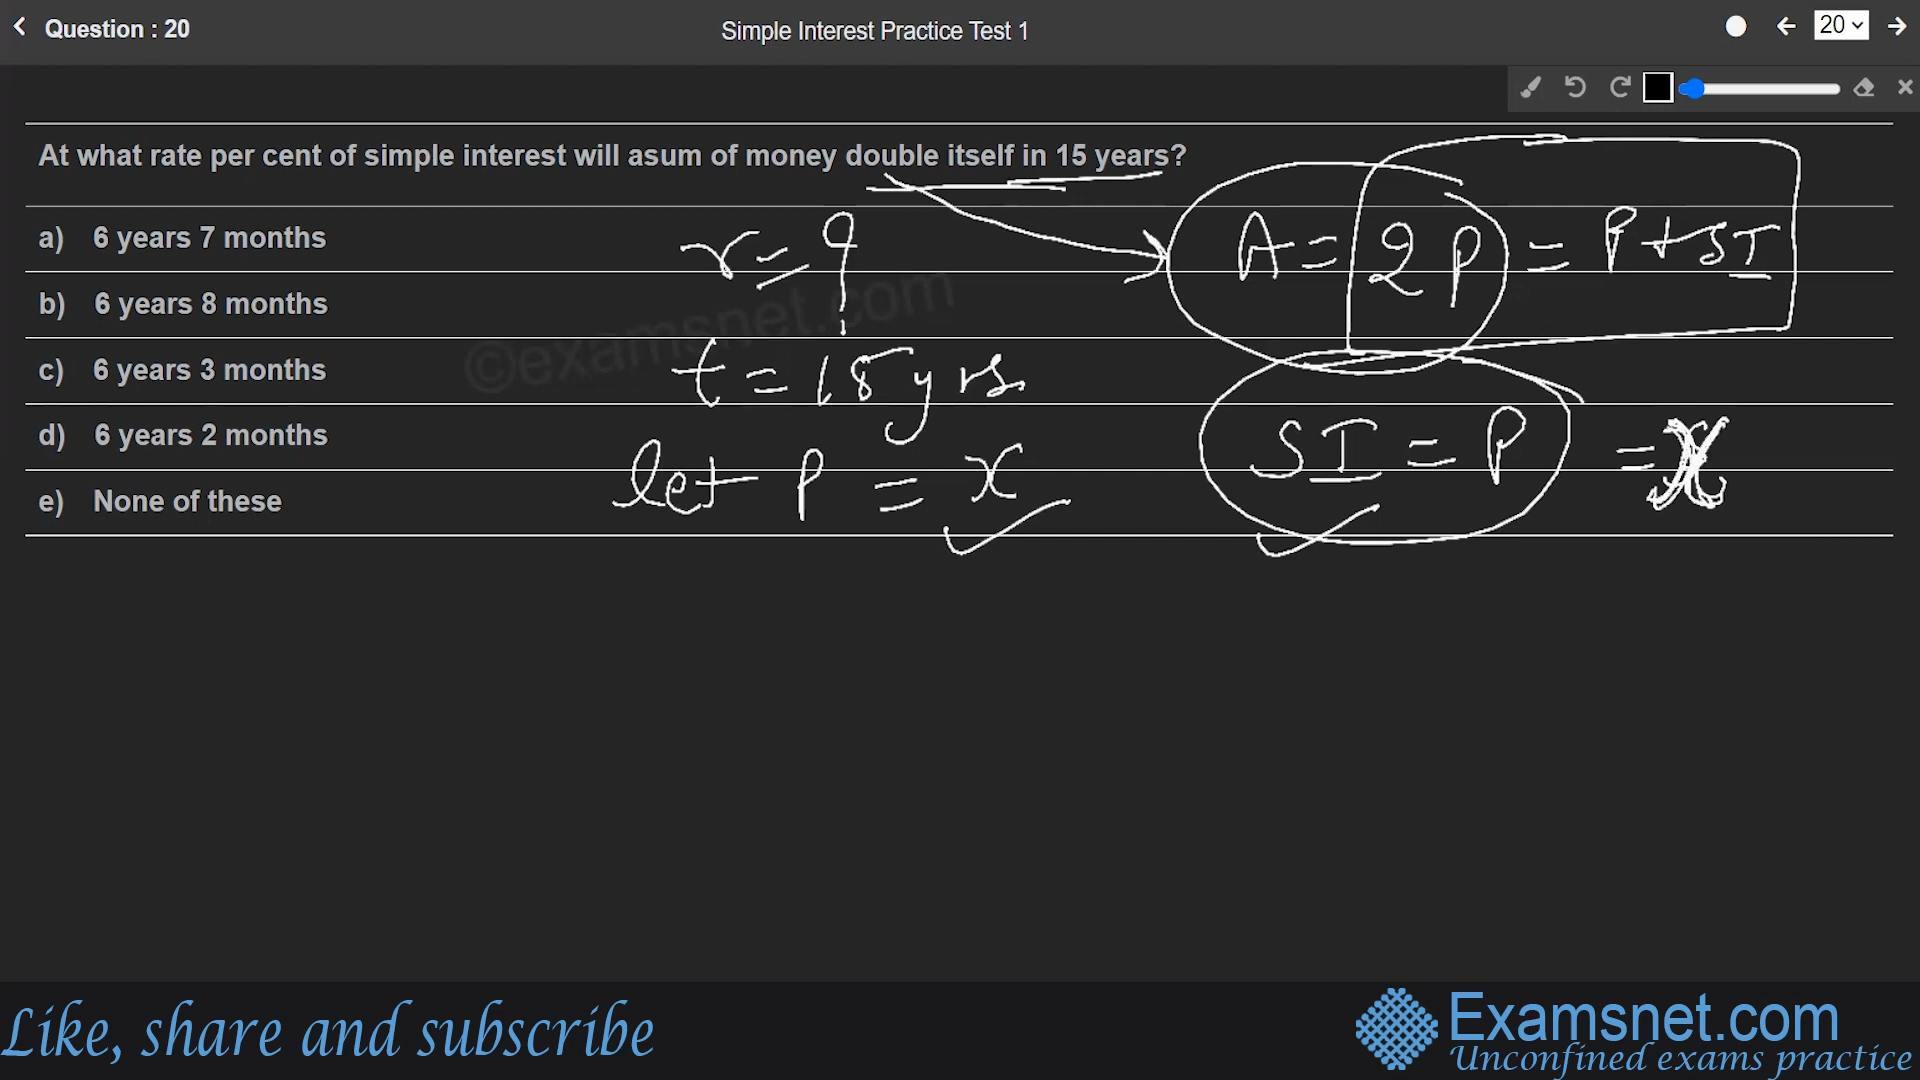 Question : 20
Simple Interest Practice Test 1
20
At what rate per cent of simple interest will asum of money double itself in 15 years?
a) 6 years 7 months
b) 6 years 8 months
c) 6 years 3 months
d) 6 years 2 months
e) None of these
r = ?
A = 2P = P + SI
t = 15 yrs.
let P = x
SI = P = x
©examsnet.com
Like, share and subscribe
Examsnet.com
Unconfined exams practice